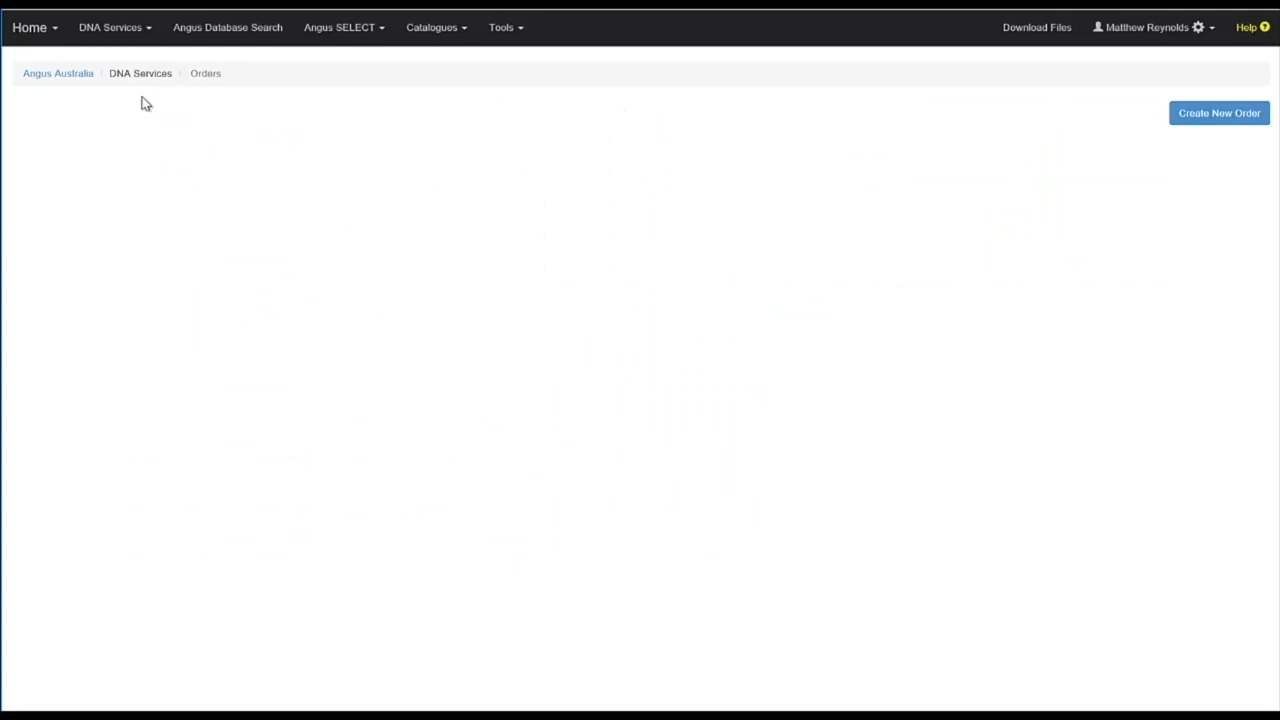 Home DNA Services Angus Database Search Angus SELECT Catalogues Tools Download Files Matthew Reynolds Help
Angus Australia / DNA Services / Orders
Create New Order